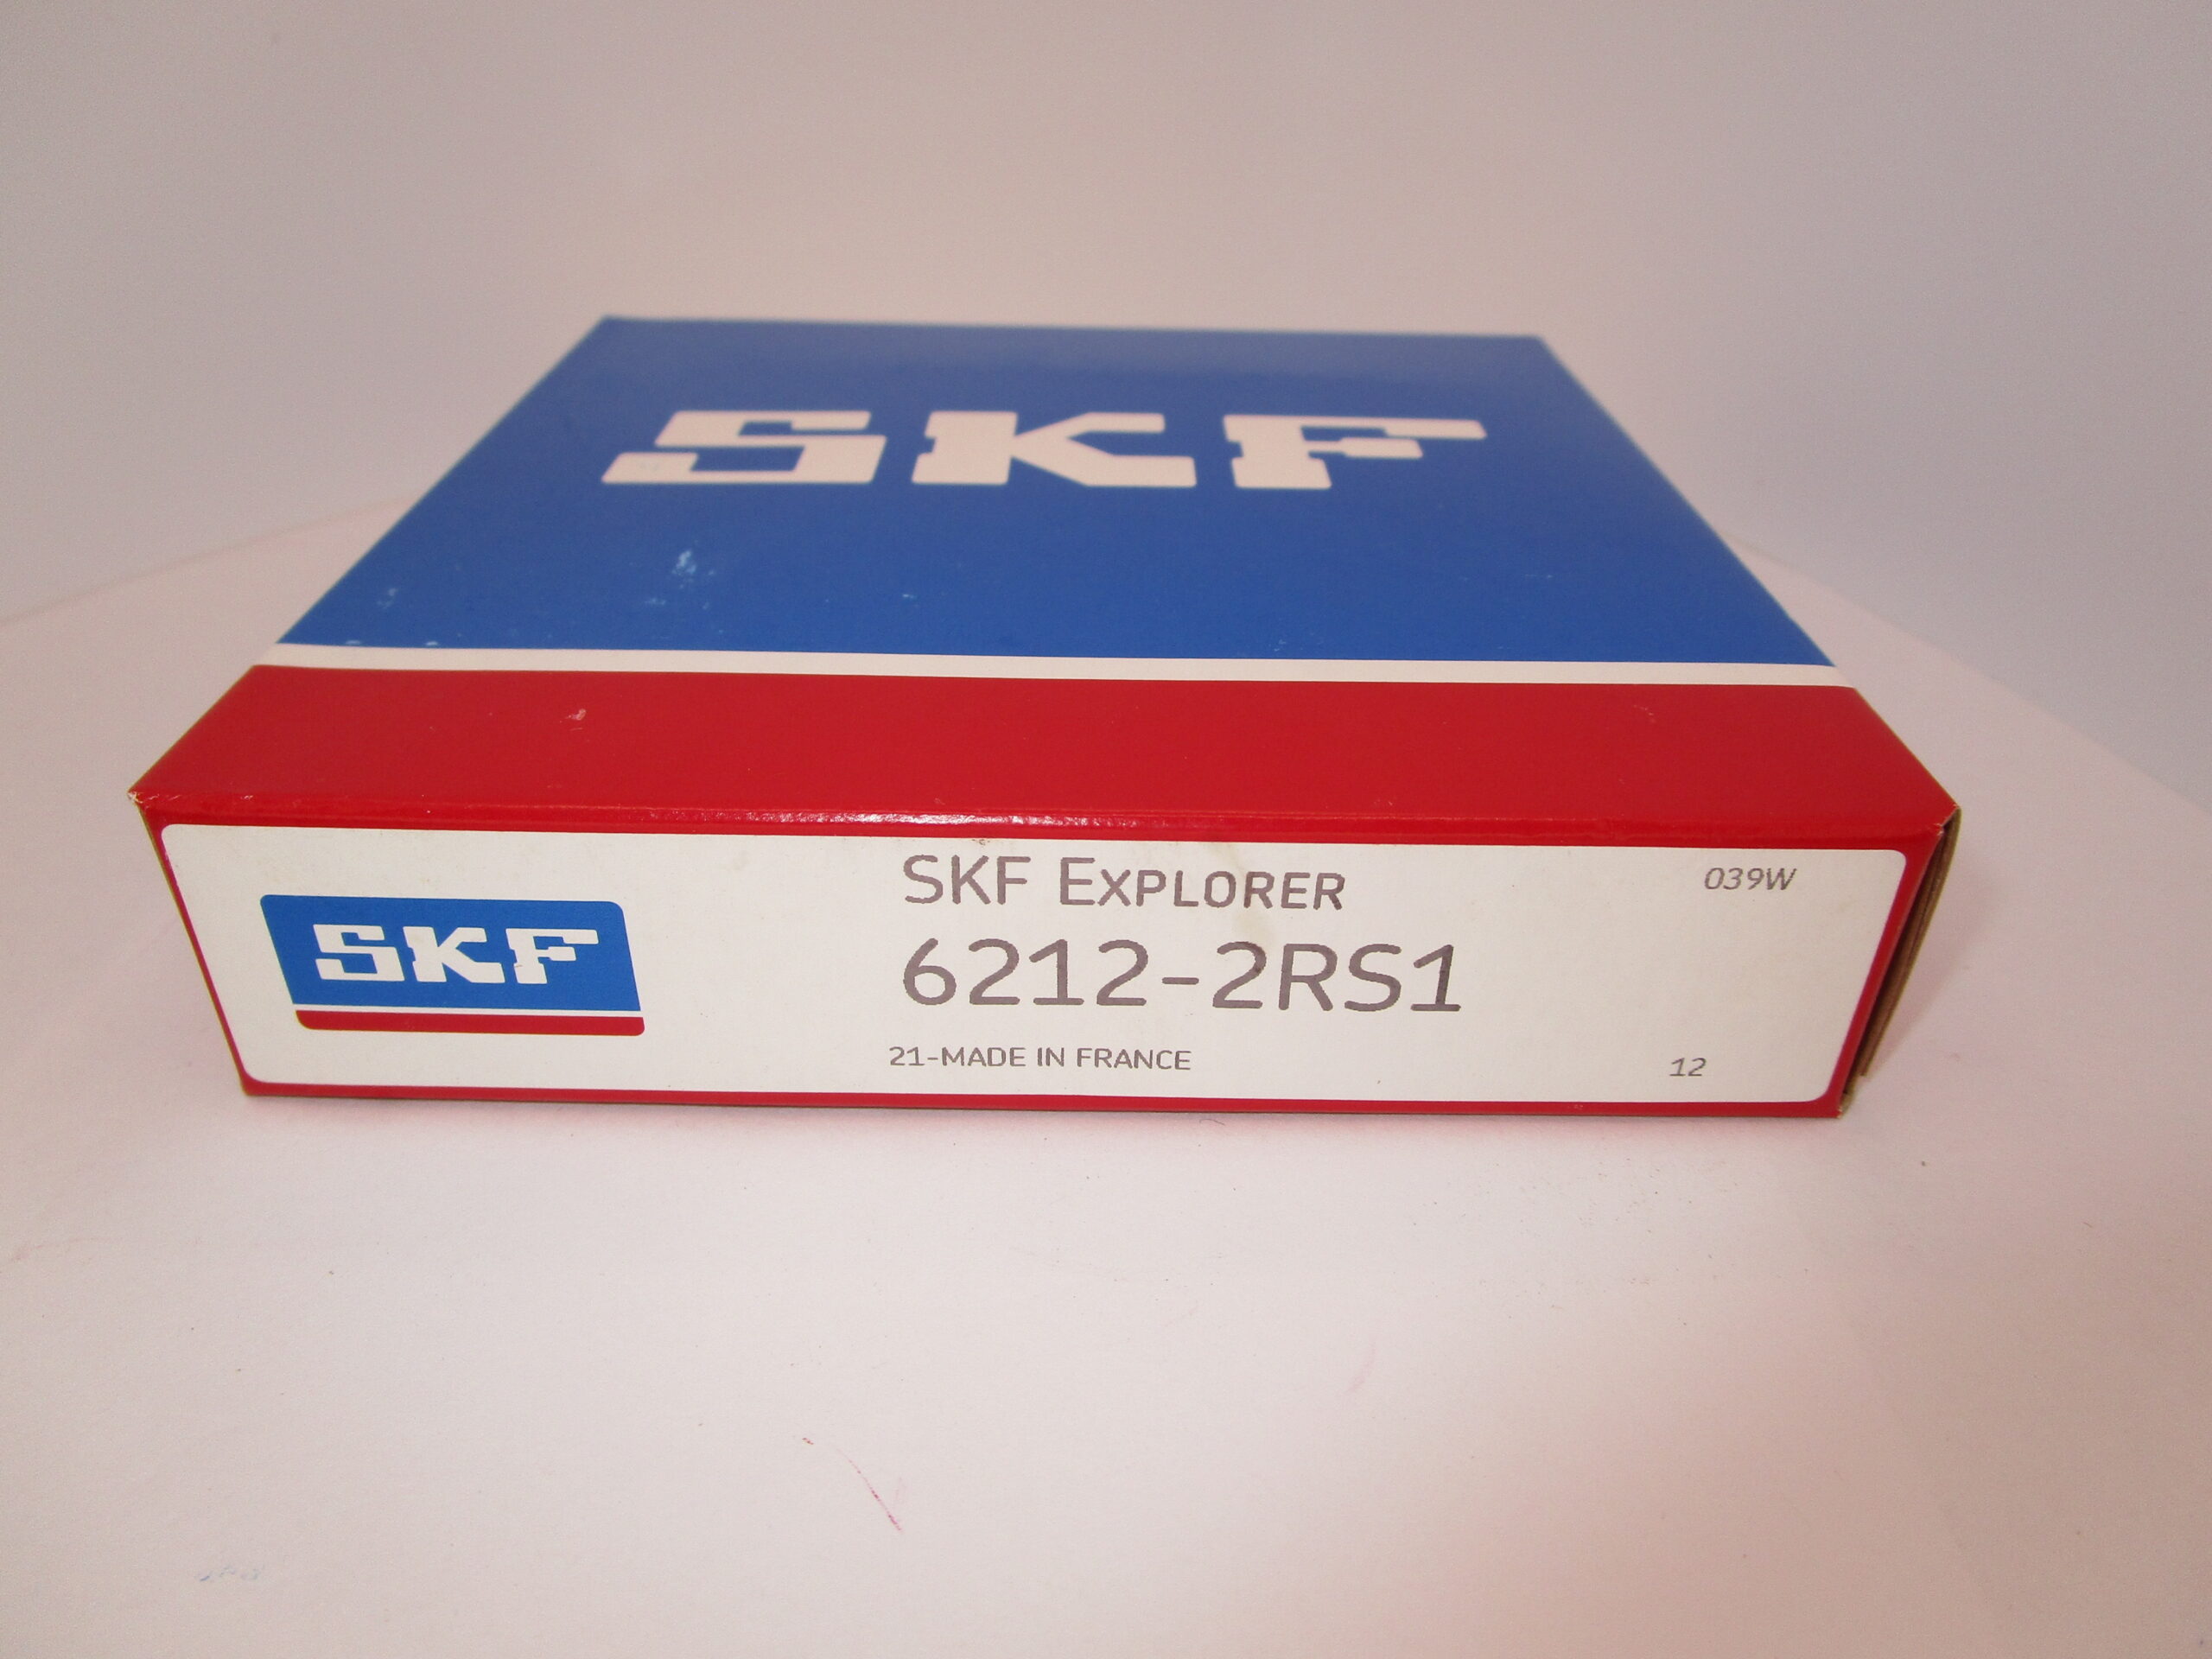 SKF
SKF
SKF EXPLORER
039W
6212-2RS1
21-MADE IN FRANCE
12